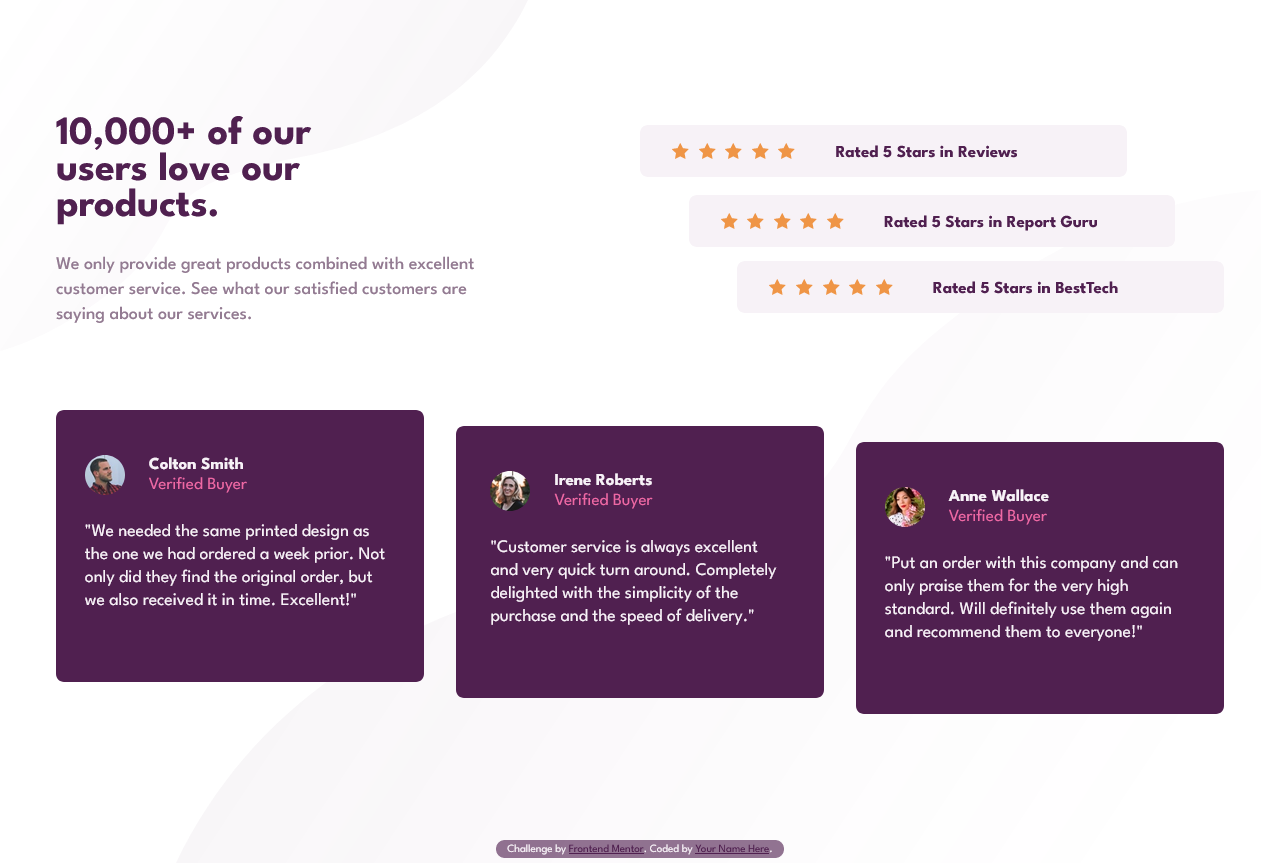 10,000+ of our
users love our
products.
We only provide great products combined with excellent
customer service. See what our satisfied customers are
saying about our services.
Rated 5 Stars in Reviews
Rated 5 Stars in Report Guru
Rated 5 Stars in BestTech
Colton Smith
Verified Buyer
"We needed the same printed design as
the one we had ordered a week prior. Not
only did they find the original order, but
we also received it in time. Excellent!"
Irene Roberts
Verified Buyer
"Customer service is always excellent
and very quick turn around. Completely
delighted with the simplicity of the
purchase and the speed of delivery."
Anne Wallace
Verified Buyer
"Put an order with this company and can
only praise them for the very high
standard. Will definitely use them again
and recommend them to everyone!"
Challenge by Frontend Mentor. Coded by Your Name Here.